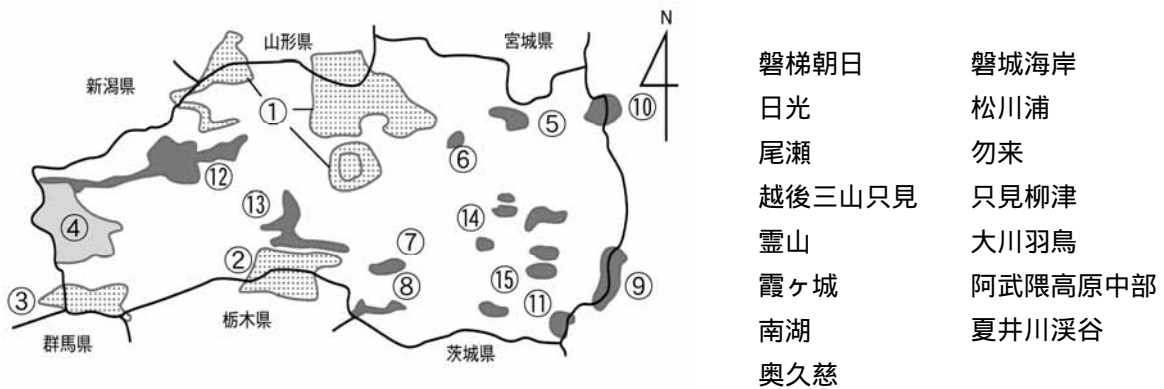 山形県
宮城県
新潟県
N
①
⑤
⑩
⑥
⑫
④
⑬
⑭
②
⑦
⑧
⑮
⑪
⑨
③
群馬県
栃木県
茨城県
磐梯朝日
日光
尾瀬
越後三山只見
霊山
霞ヶ城
南湖
奥久慈
磐城海岸
松川浦
勿来
只見柳津
大川羽鳥
阿武隈高原中部
夏井川渓谷